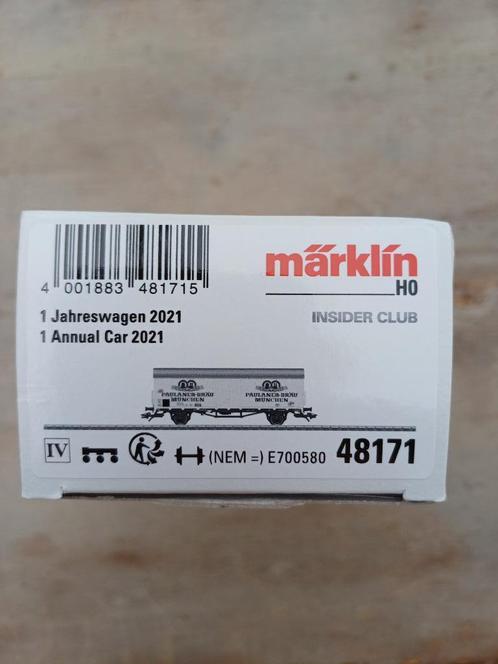 märklin
H0
INSIDER CLUB
4 001883 481715
1 Jahreswagen 2021
1 Annual Car 2021
PAULANER-BRÄU MÜNCHEN
PAULANER-BRÄU MÜNCHEN
IV
(NEM =) E700580
48171